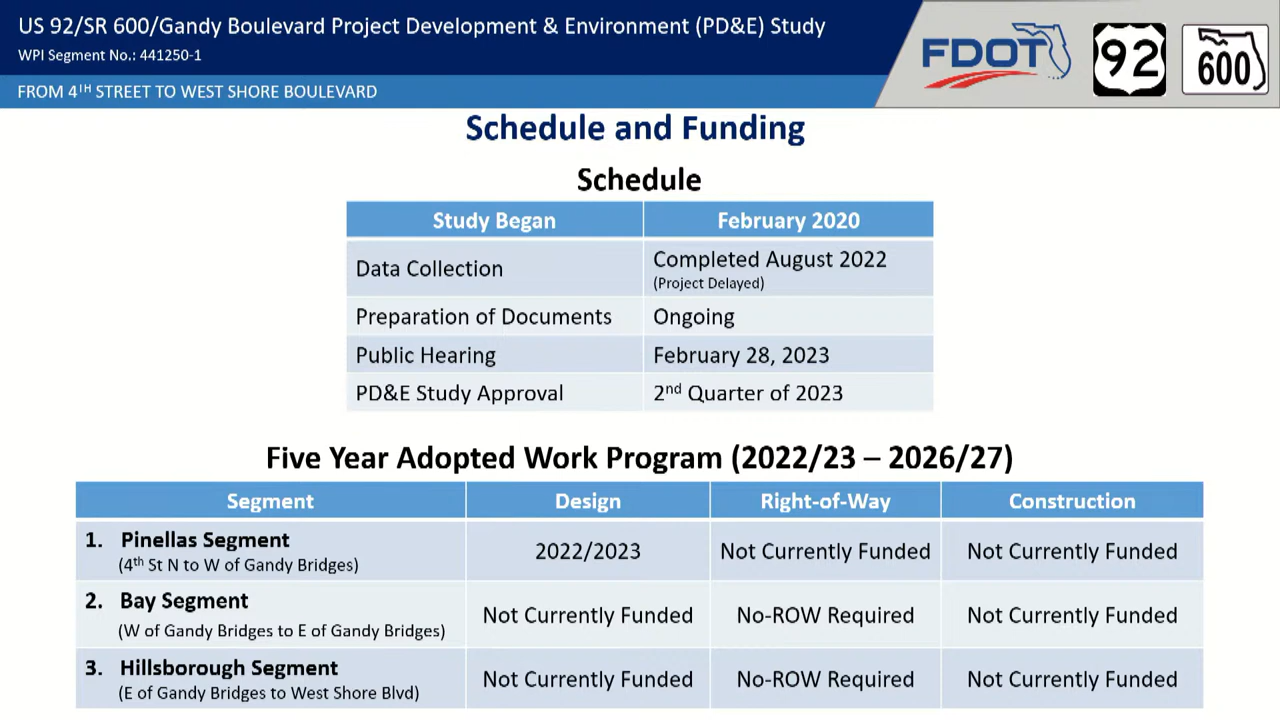 US 92/SR 600/Gandy Boulevard Project Development & Environment (PD&E) Study
WPI Segment No.: 441250-1
FROM 4TH STREET TO WEST SHORE BOULEVARD
FDOT
92
600
Schedule and Funding
Schedule
Study Began February 2020
Data Collection Completed August 2022
(Project Delayed)
Preparation of Documents Ongoing
Public Hearing February 28, 2023
PD&E Study Approval 2nd Quarter of 2023
Five Year Adopted Work Program (2022/23 – 2026/27)
Segment Design Right-of-Way Construction
1. Pinellas Segment
(4th St N to W of Gandy Bridges)
2022/2023 Not Currently Funded Not Currently Funded
2. Bay Segment
(W of Gandy Bridges to E of Gandy Bridges)
Not Currently Funded No-ROW Required Not Currently Funded
3. Hillsborough Segment
(E of Gandy Bridges to West Shore Blvd)
Not Currently Funded No-ROW Required Not Currently Funded